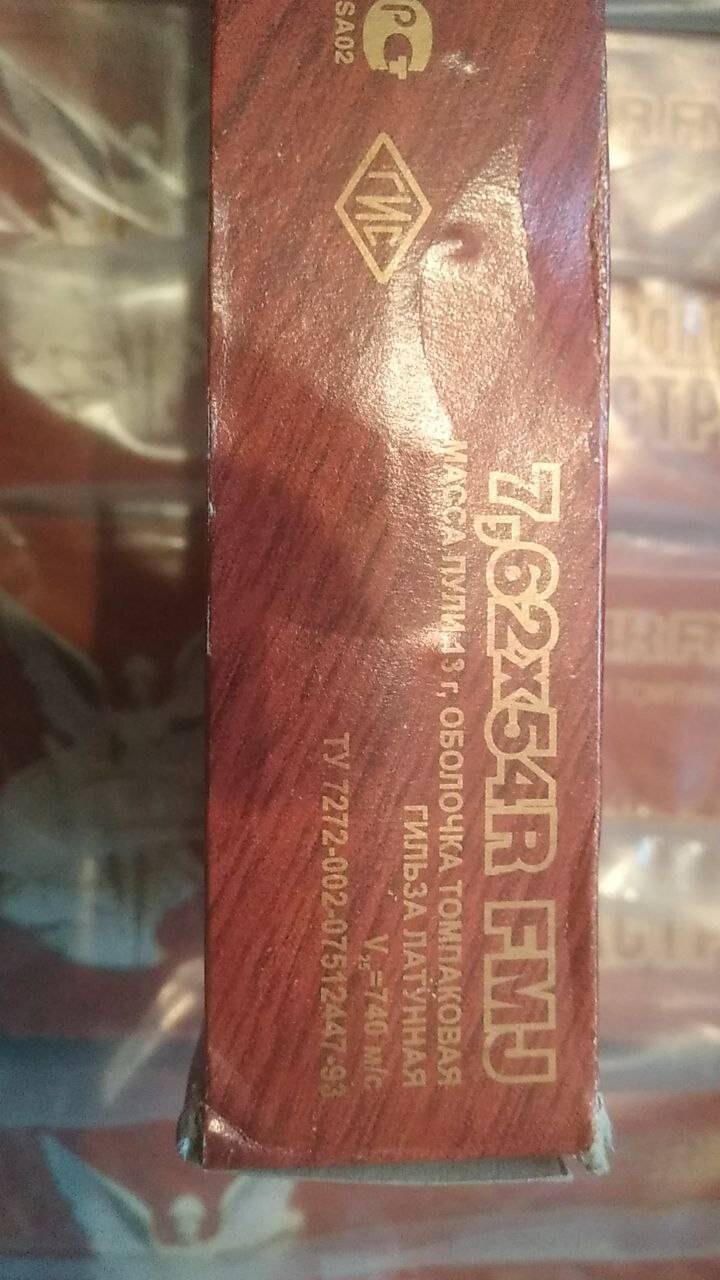 РСТ
SA02
ГИС
7,62x54R FMJ
МАССА ПУЛИ-13 г, ОБОЛОЧКА ТОМПАКОВАЯ
ГИЛЬЗА ЛАТУННАЯ
V₂₅=740 м/с
ТУ 7272-002-07512447-93